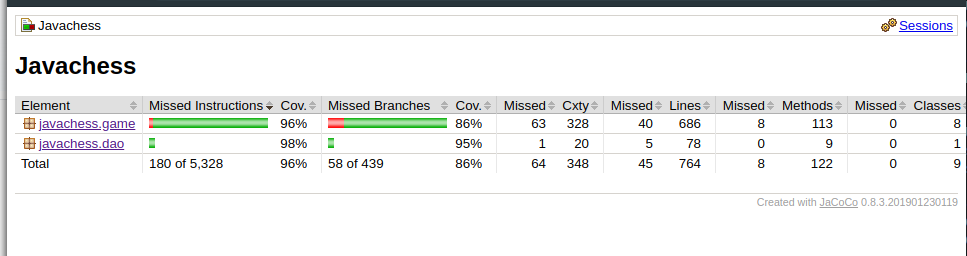 Javachess Sessions
Javachess
Element Missed Instructions Cov. Missed Branches Cov. Missed Cxty Missed Lines Missed Methods Missed Classes
javachess.game 96% 86% 63 328 40 686 8 113 0 8
javachess.dao 98% 95% 1 20 5 78 0 9 0 1
Total 180 of 5,328 96% 58 of 439 86% 64 348 45 764 8 122 0 9
Created with JaCoCo 0.8.3.201901230119